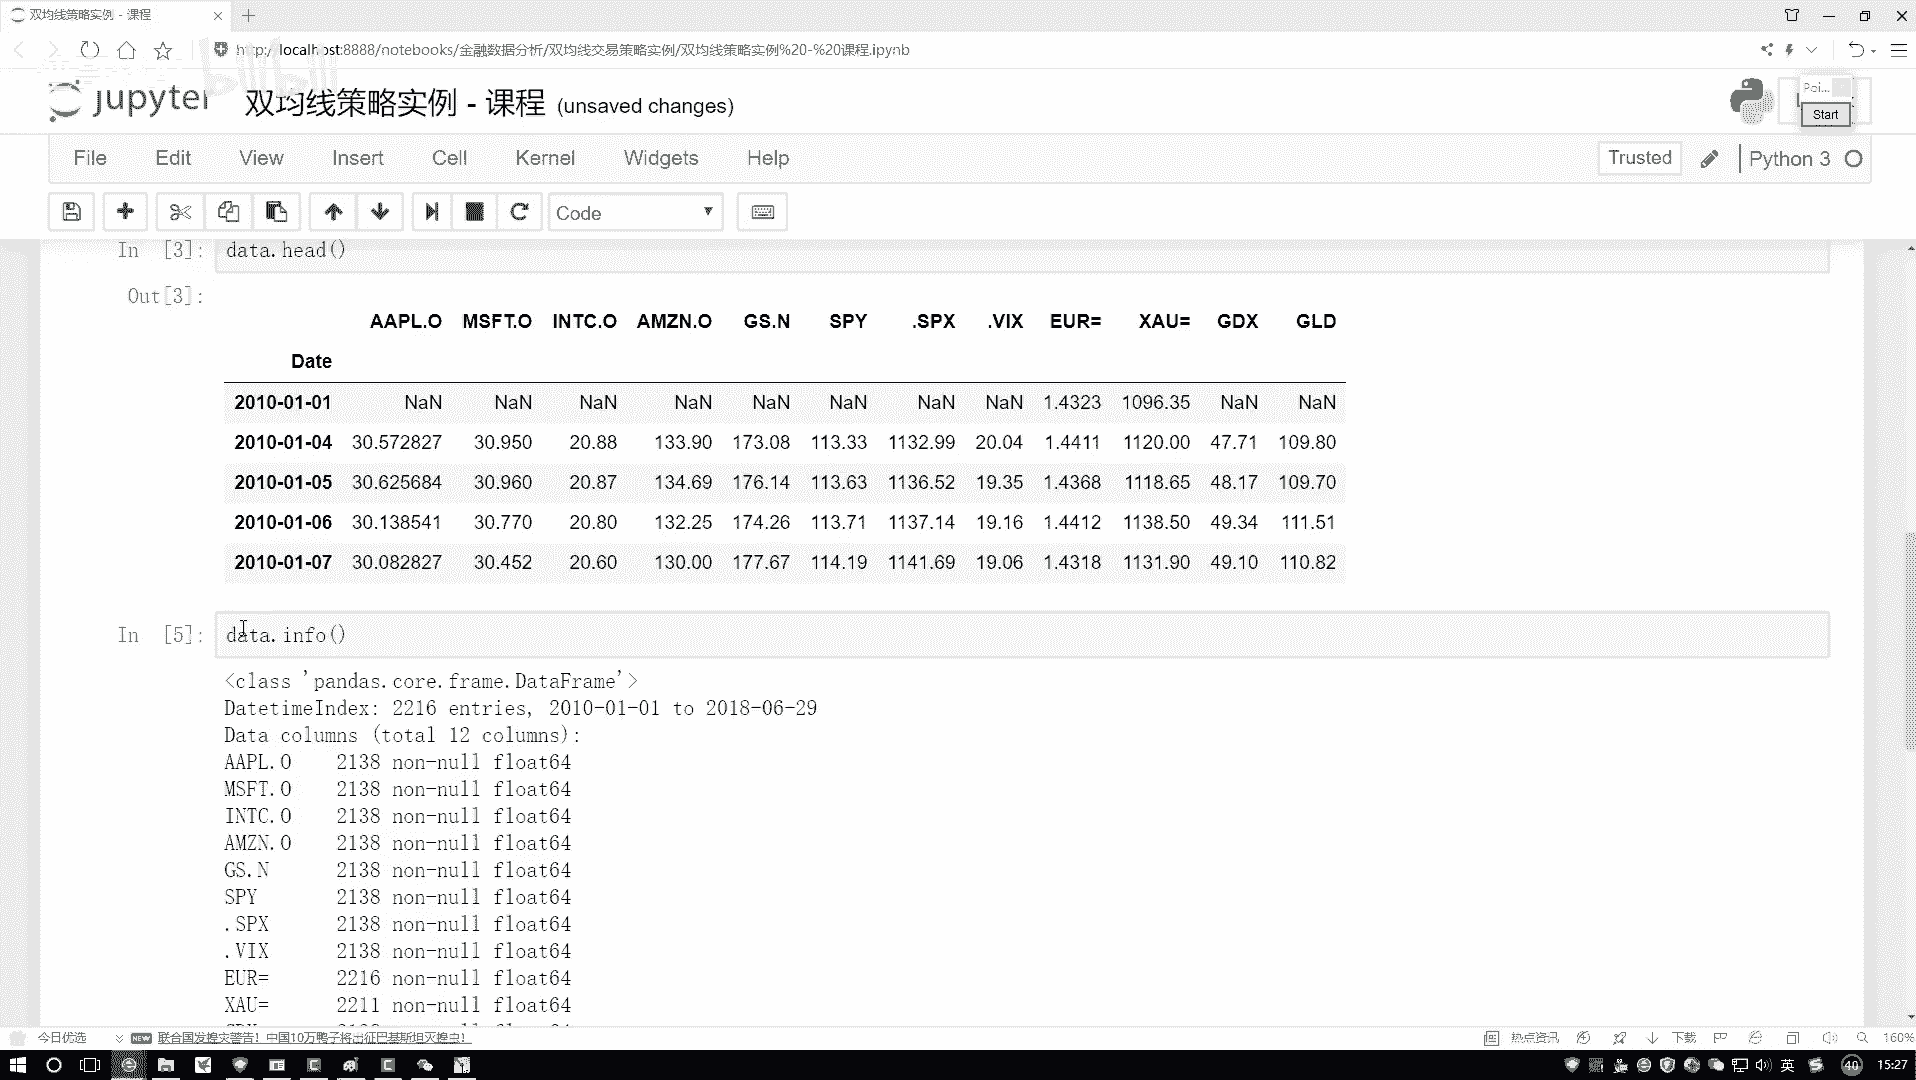 双均线策略实例 - 课程
http://localhost:8888/notebooks/金融数据分析/双均线交易策略实例/双均线策略实例%20-%20课程.ipynb
bilibili
jupyter 双均线策略实例 - 课程 (unsaved changes)
Poi...
Start
File Edit View Insert Cell Kernel Widgets Help
Trusted Python 3
Code
In [3]: data.head()
Out[3]:
AAPL.O MSFT.O INTC.O AMZN.O GS.N SPY .SPX .VIX EUR= XAU= GDX GLD
Date
2010-01-01 NaN NaN NaN NaN NaN NaN NaN NaN 1.4323 1096.35 NaN NaN
2010-01-04 30.572827 30.950 20.88 133.90 173.08 113.33 1132.99 20.04 1.4411 1120.00 47.71 109.80
2010-01-05 30.625684 30.960 20.87 134.69 176.14 113.63 1136.52 19.35 1.4368 1118.65 48.17 109.70
2010-01-06 30.138541 30.770 20.80 132.25 174.26 113.71 1137.14 19.16 1.4412 1138.50 49.34 111.51
2010-01-07 30.082827 30.452 20.60 130.00 177.67 114.19 1141.69 19.06 1.4318 1131.90 49.10 110.82
In [5]: data.info()
<class 'pandas.core.frame.DataFrame'>
DatetimeIndex: 2216 entries, 2010-01-01 to 2018-06-29
Data columns (total 12 columns):
AAPL.O 2138 non-null float64
MSFT.O 2138 non-null float64
INTC.O 2138 non-null float64
AMZN.O 2138 non-null float64
GS.N 2138 non-null float64
SPY 2138 non-null float64
.SPX 2138 non-null float64
.VIX 2138 non-null float64
EUR= 2216 non-null float64
XAU= 2211 non-null float64
今日优选 NEW 联合国发蝗灾警告！中国10万鸭子将出征巴基斯坦灭蝗虫！ 热点资讯 下载 160%
英 40 15:27